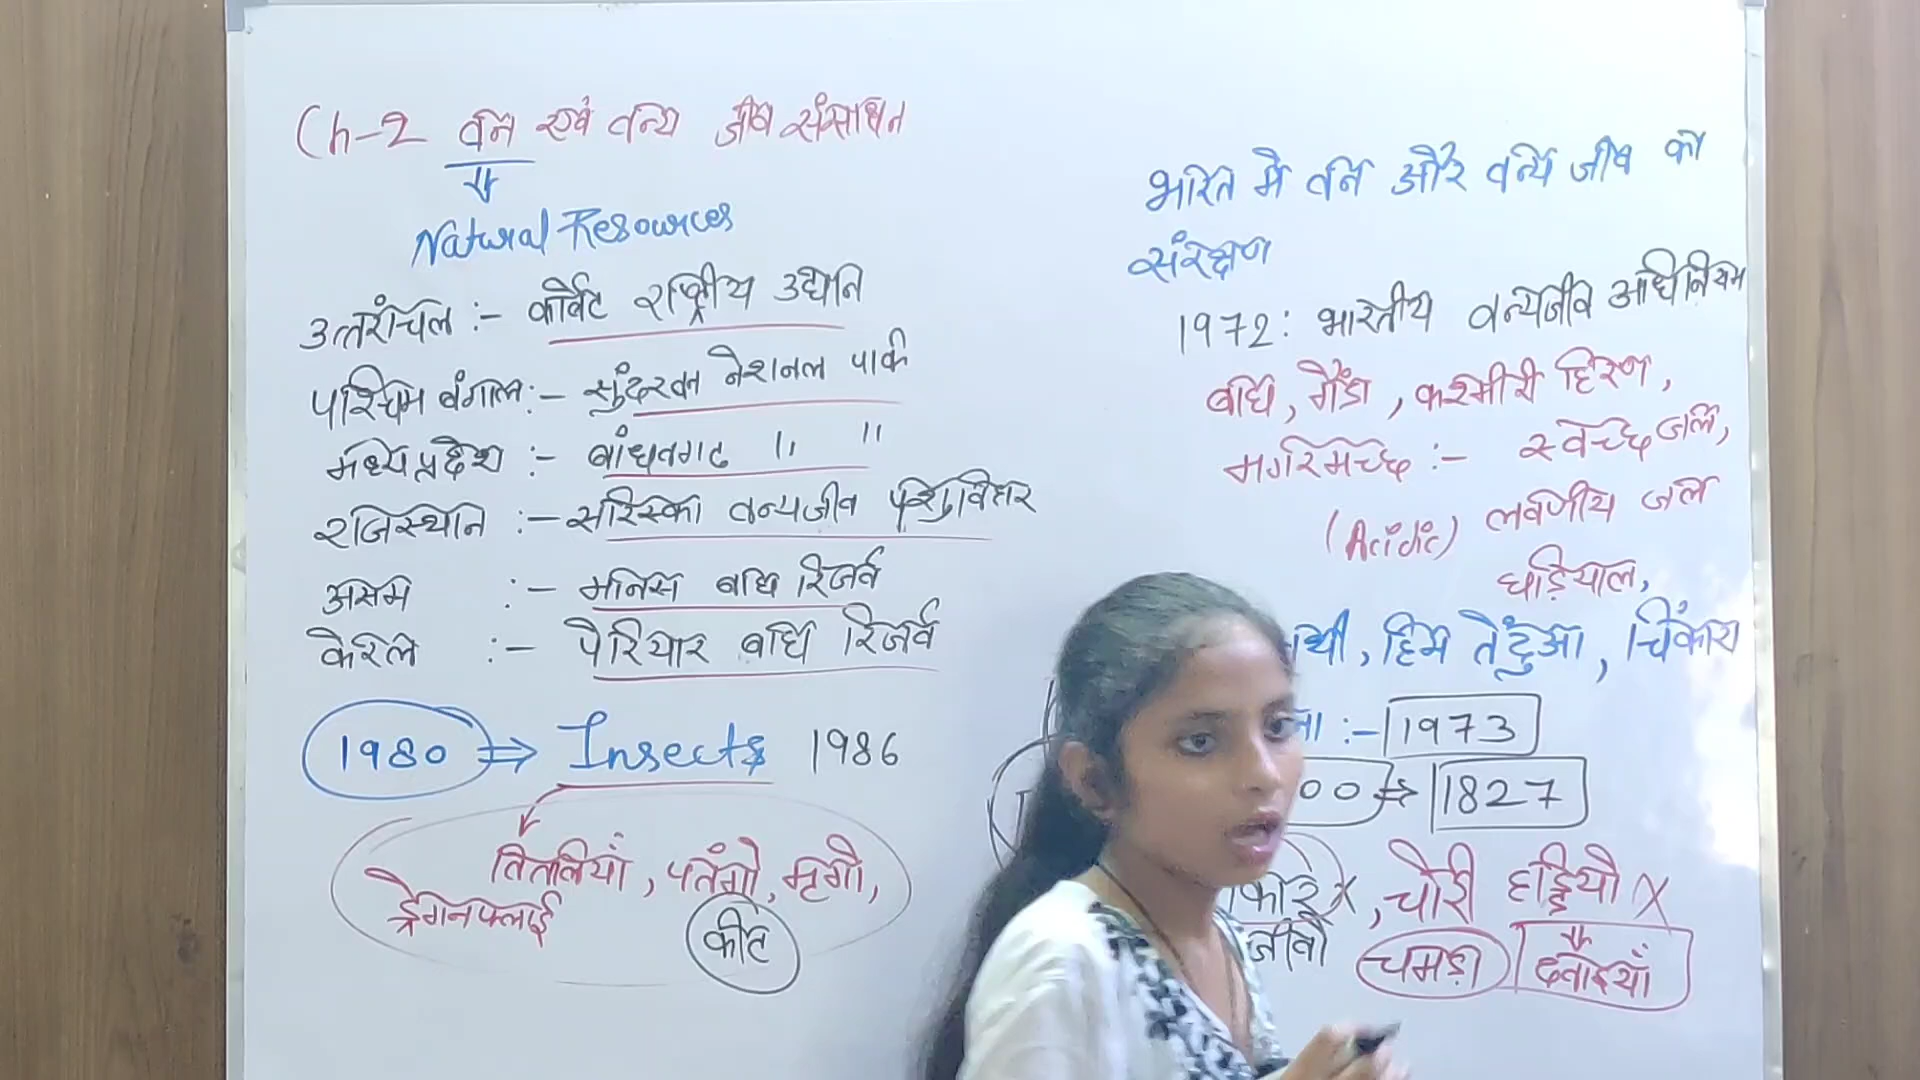 Ch-2 वन एवं वन्य जीव संसाधन
Natural Resources
उत्तरांचल :- कार्बेट राष्ट्रीय उद्यान
पश्चिम बंगाल :- सुंदरवन नेशनल पार्क
मध्य प्रदेश :- बांधवगढ " "
राजस्थान :- सरिस्का वन्यजीव पशुविहार
असम :- मानस बाघ रिजर्व
केरल :- पेरियार बाघ रिजर्व
1980 ⇒ Insects 1986
तितलियाँ, पतंगो, भृंगो,
ड्रैगनफ्लाई
कीट
भारत में वन और वन्य जीव का
संरक्षण
1972: भारतीय वन्यजीव अधिनियम
बाघ, गैंडा, कश्मीरी हिरण,
मगरमच्छ :- स्वच्छ जल,
(Acidic) लवणीय जल
घड़ियाल,
हिम तेंदुआ, चिंकारा
:- 1973
00 ⇒ 1827
X, चोरी हड्डियो X
जीवो चमड़ा दवाइयाँ